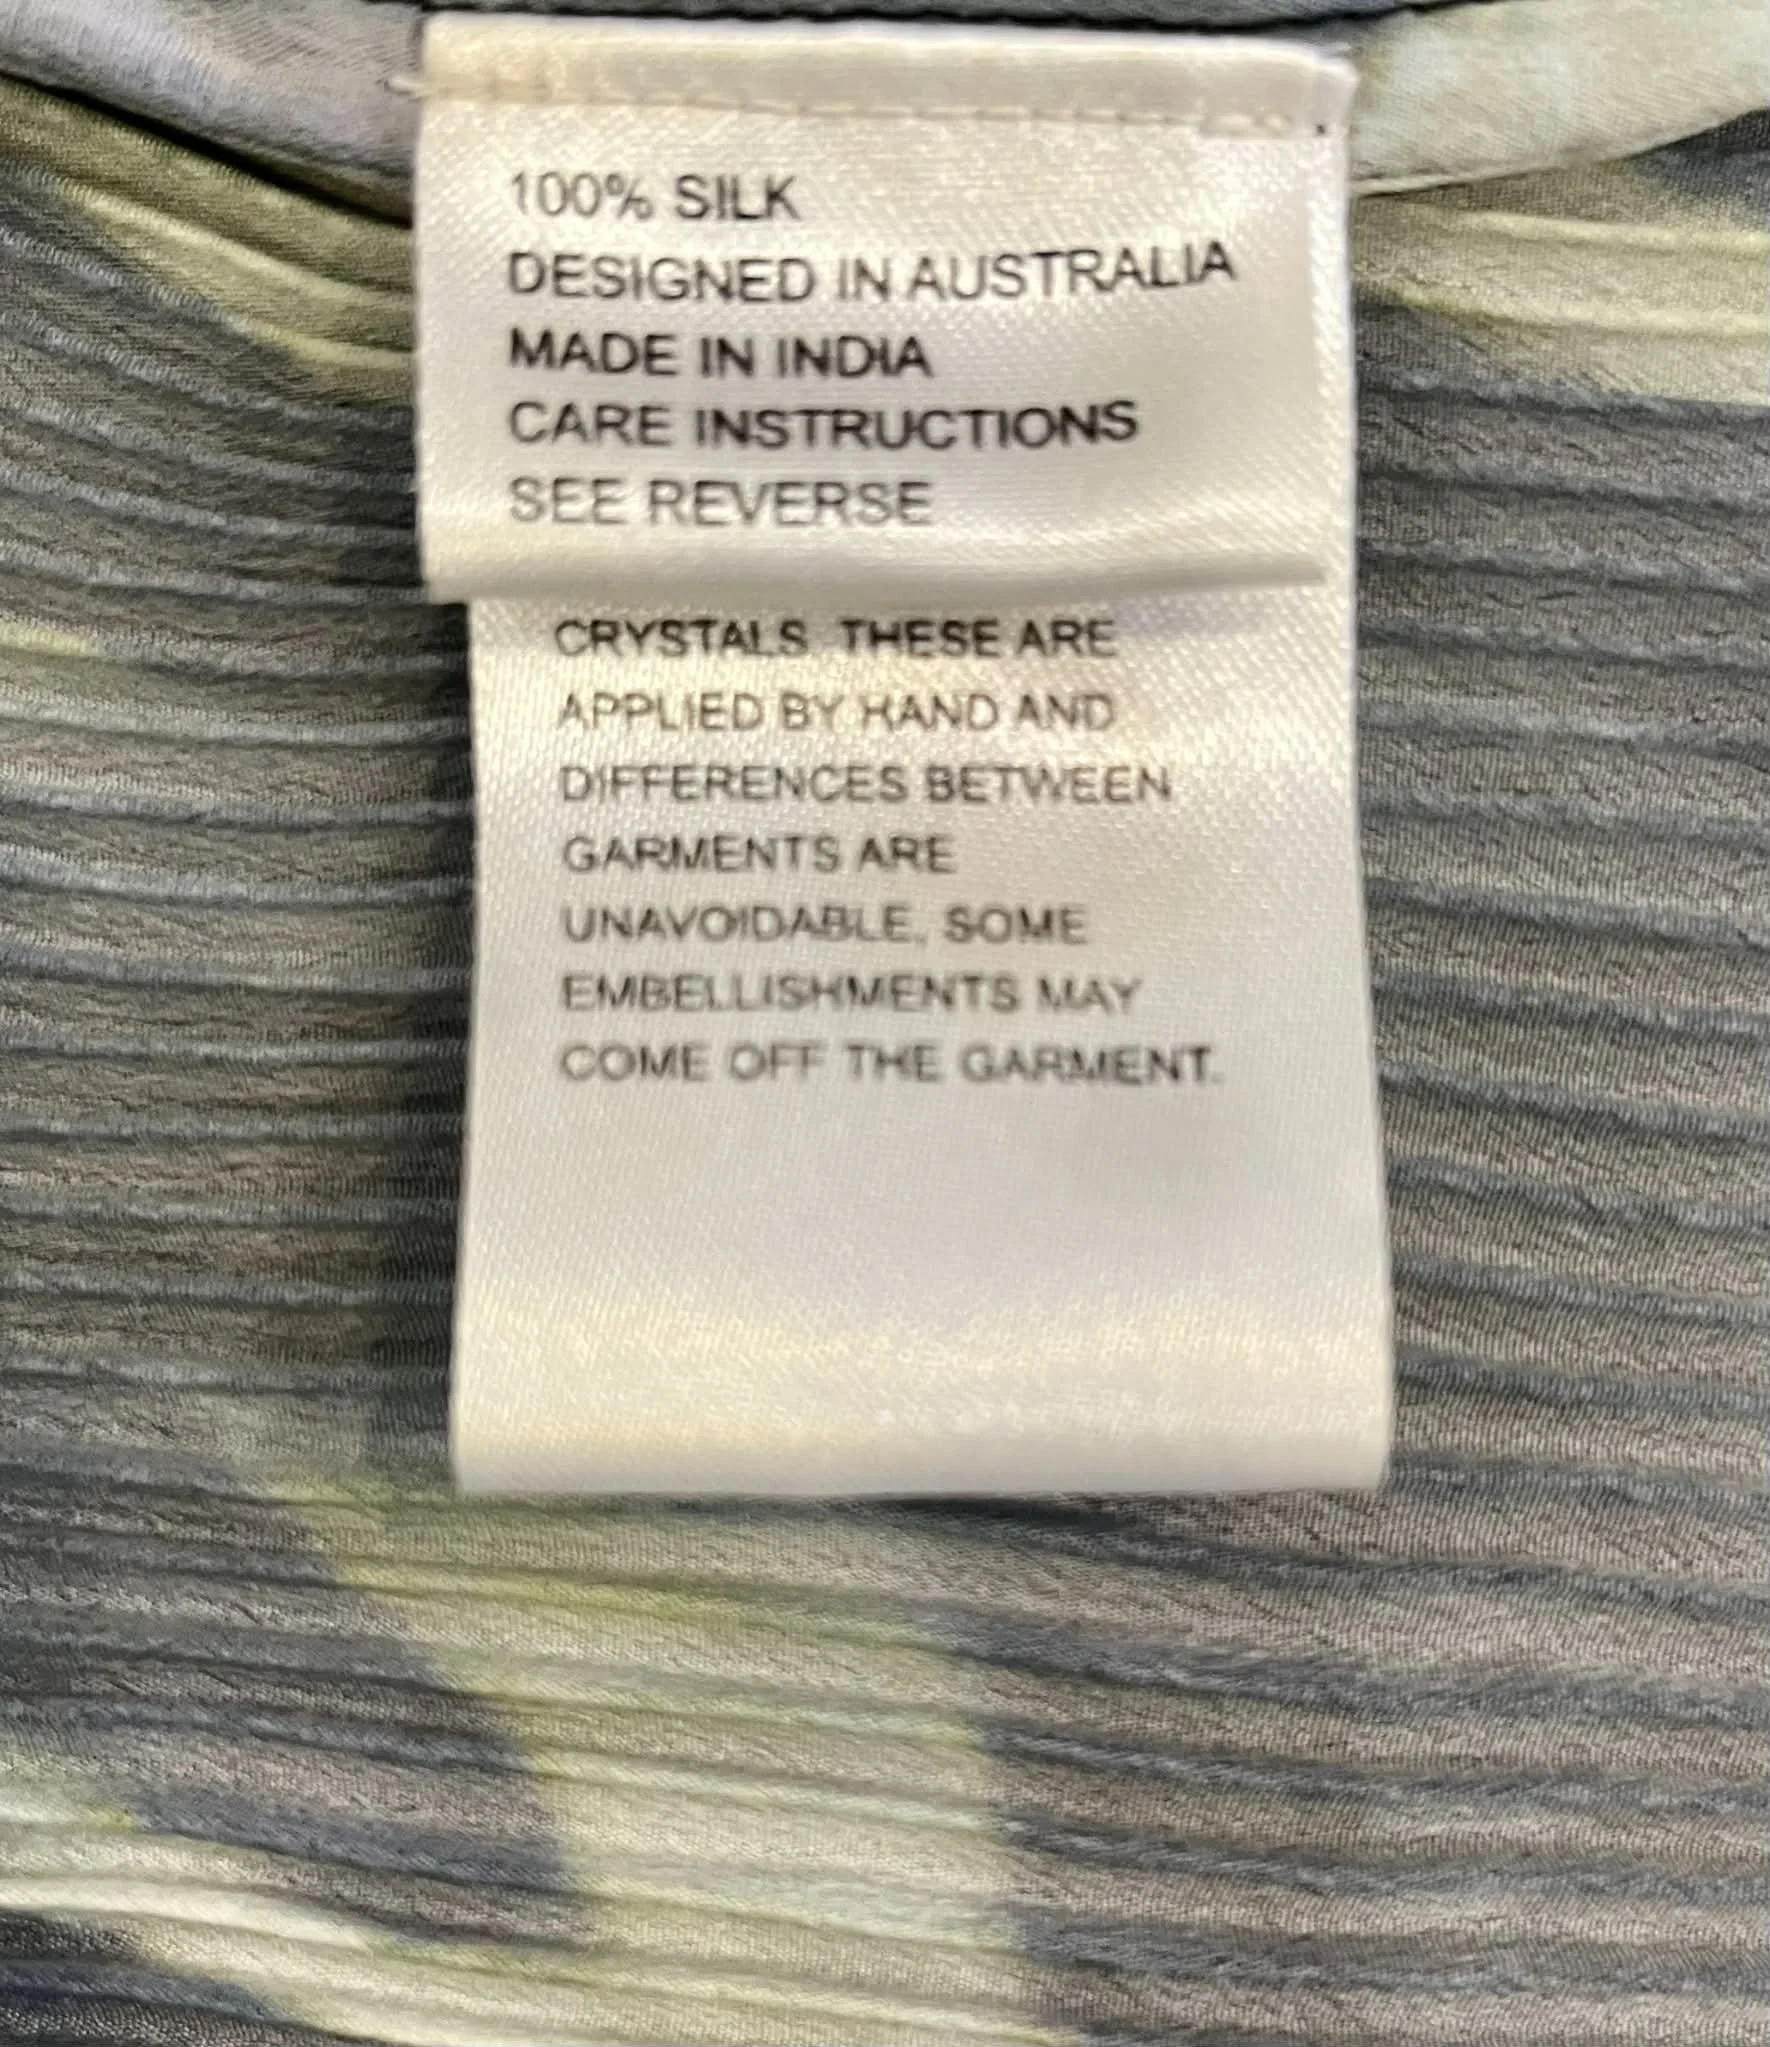 100% SILK
DESIGNED IN AUSTRALIA
MADE IN INDIA
CARE INSTRUCTIONS
SEE REVERSE
CRYSTALS. THESE ARE
APPLIED BY HAND AND
DIFFERENCES BETWEEN
GARMENTS ARE
UNAVOIDABLE, SOME
EMBELLISHMENTS MAY
COME OFF THE GARMENT.